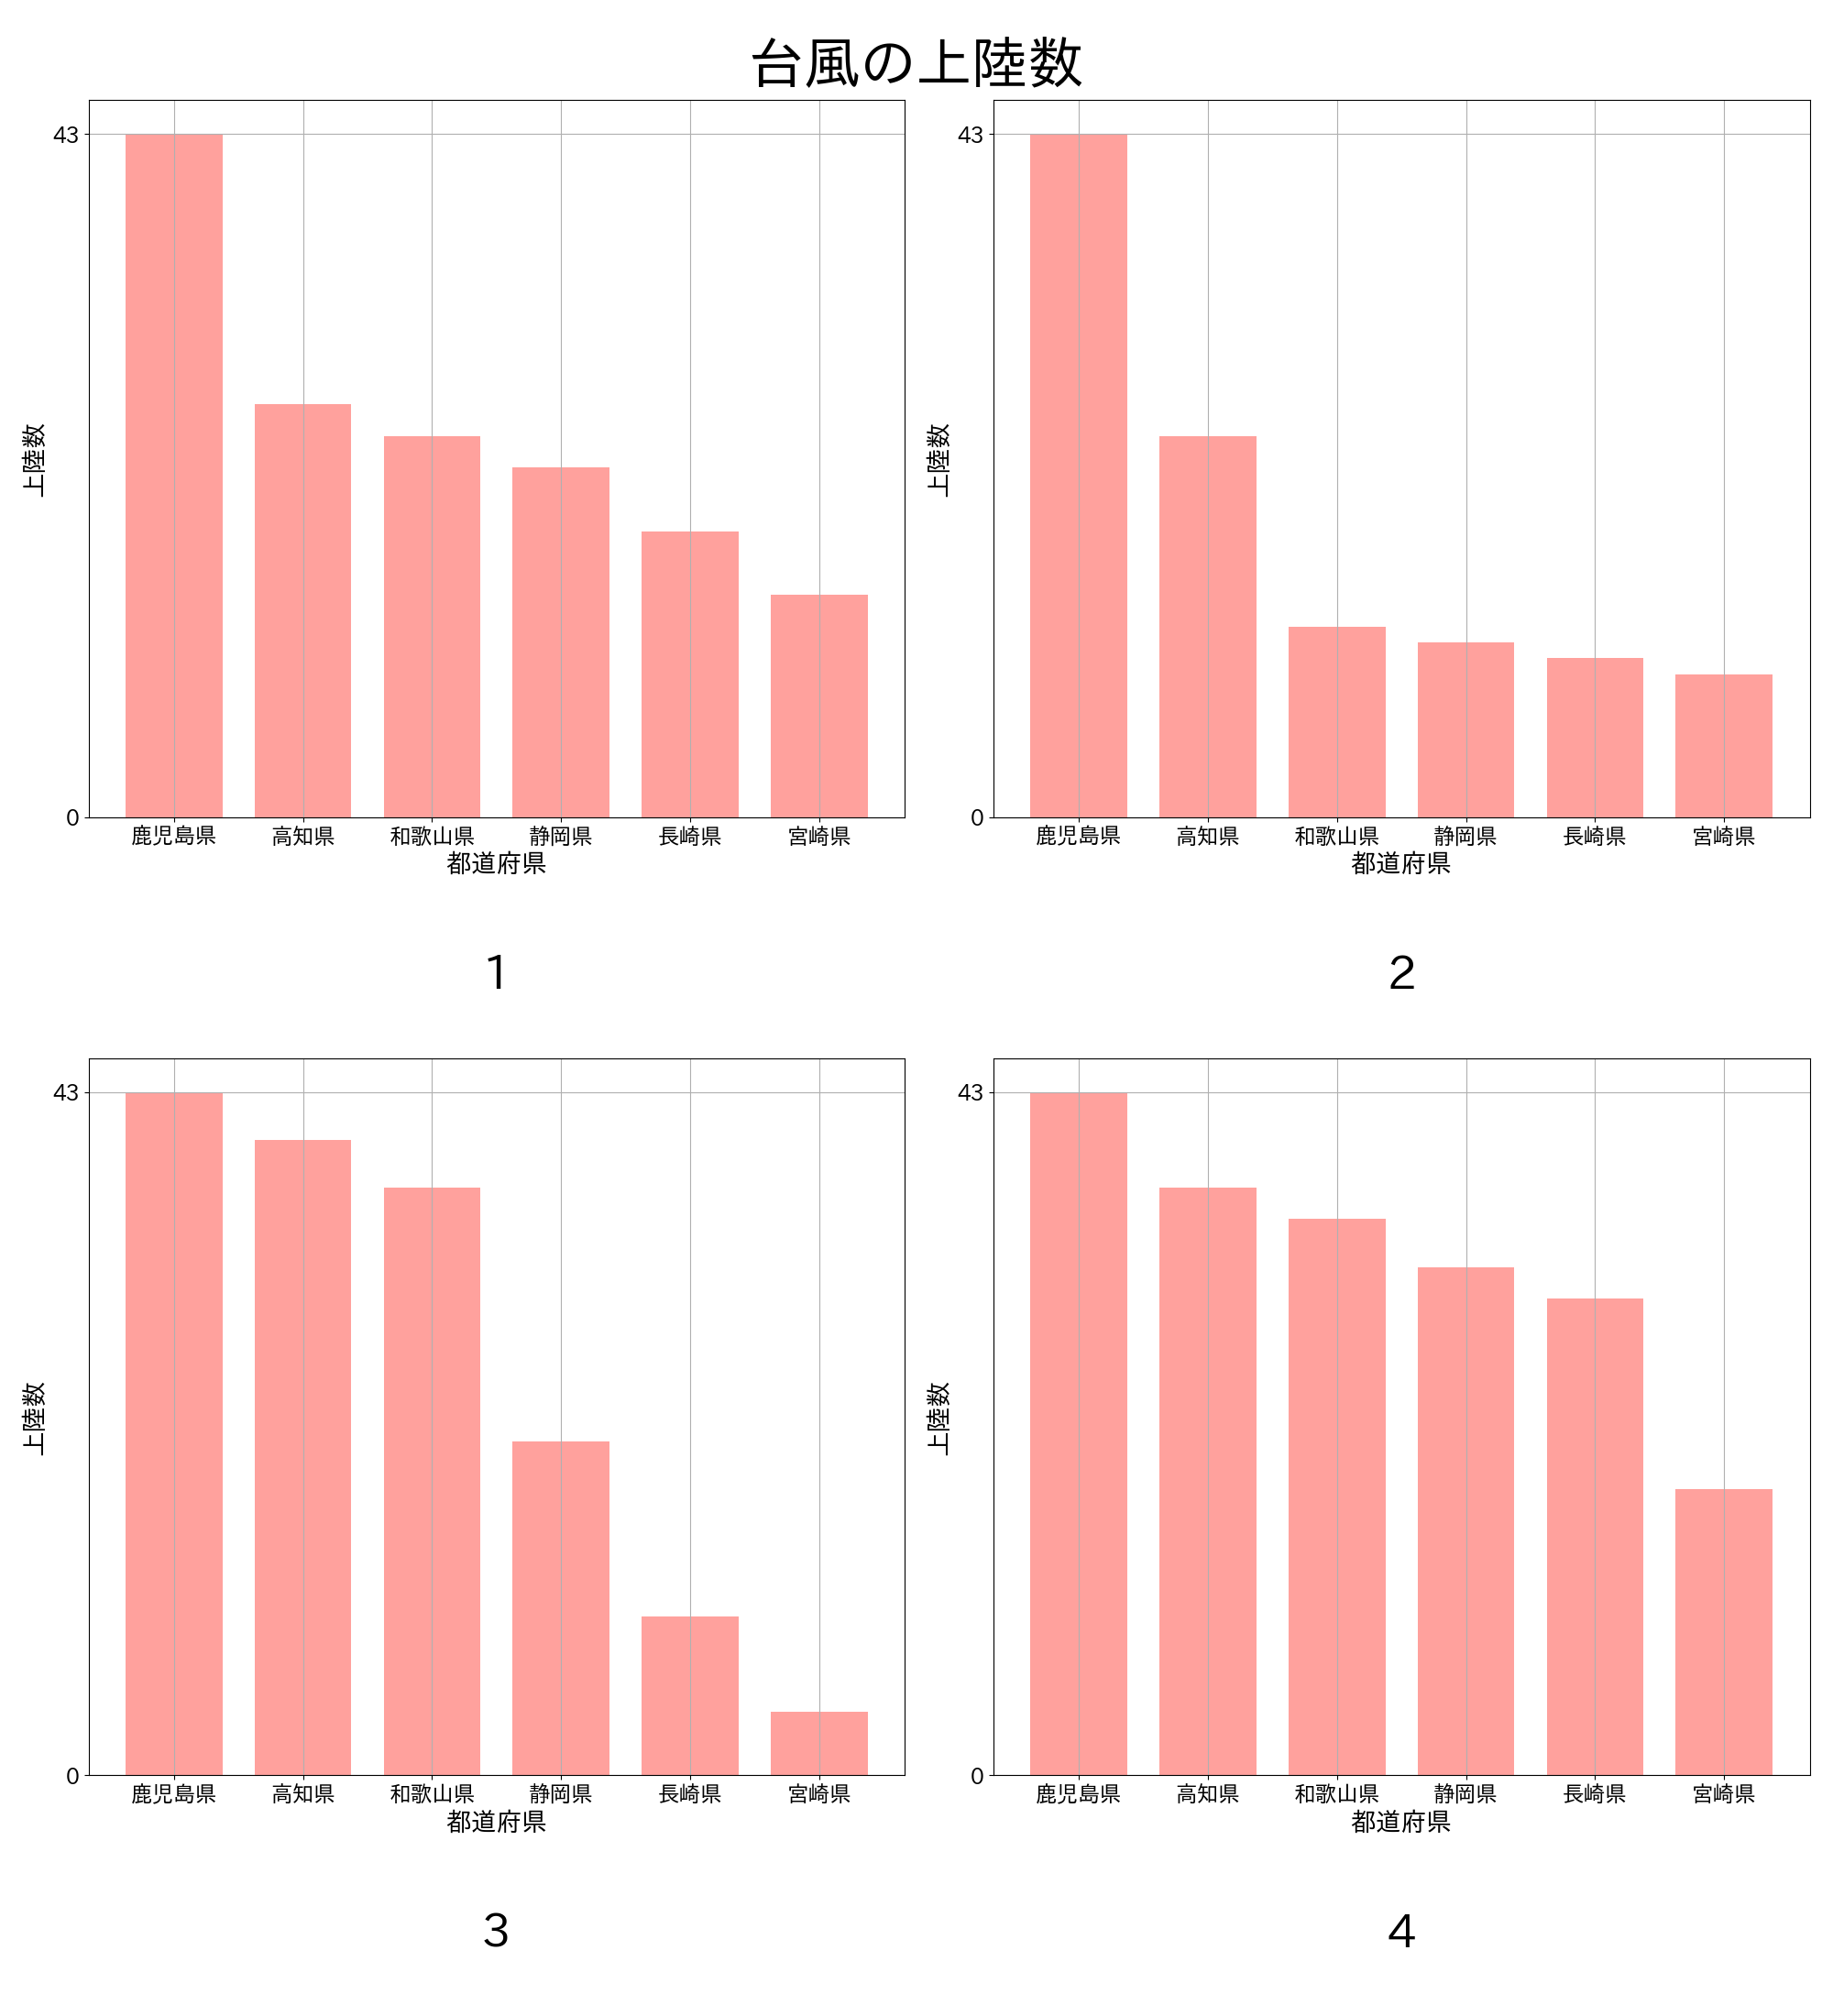 台風の上陸数
43
0
上陸数
鹿児島県 高知県 和歌山県 静岡県 長崎県 宮崎県
都道府県
1
43
0
上陸数
鹿児島県 高知県 和歌山県 静岡県 長崎県 宮崎県
都道府県
2
43
0
上陸数
鹿児島県 高知県 和歌山県 静岡県 長崎県 宮崎県
都道府県
3
43
0
上陸数
鹿児島県 高知県 和歌山県 静岡県 長崎県 宮崎県
都道府県
4